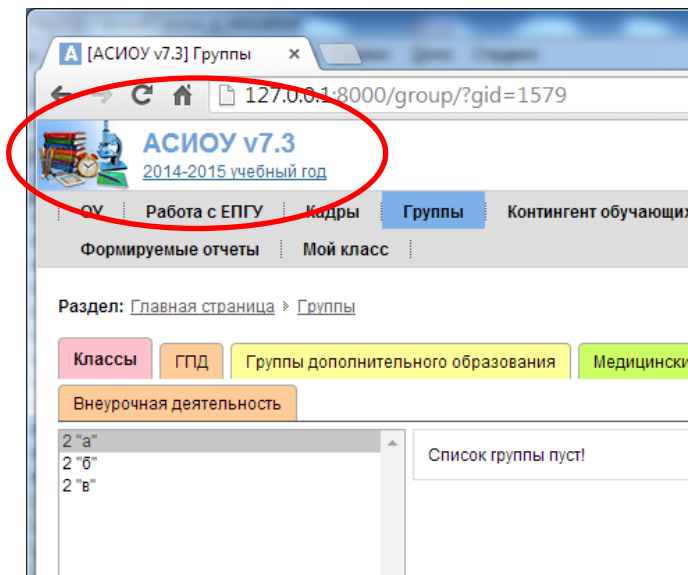 [АСИОУ v7.3] Группы
127.0.0.1:8000/group/?gid=1579
АСИОУ v7.3
2014-2015 учебный год
ОУ Работа с ЕПГУ Кадры Группы Контингент обучающих
Формируемые отчеты Мой класс
Раздел: Главная страница Группы
Классы ГПД Группы дополнительного образования Медицински
Внеурочная деятельность
2 "а"
Список группы пуст!
2 "б"
2 "в"